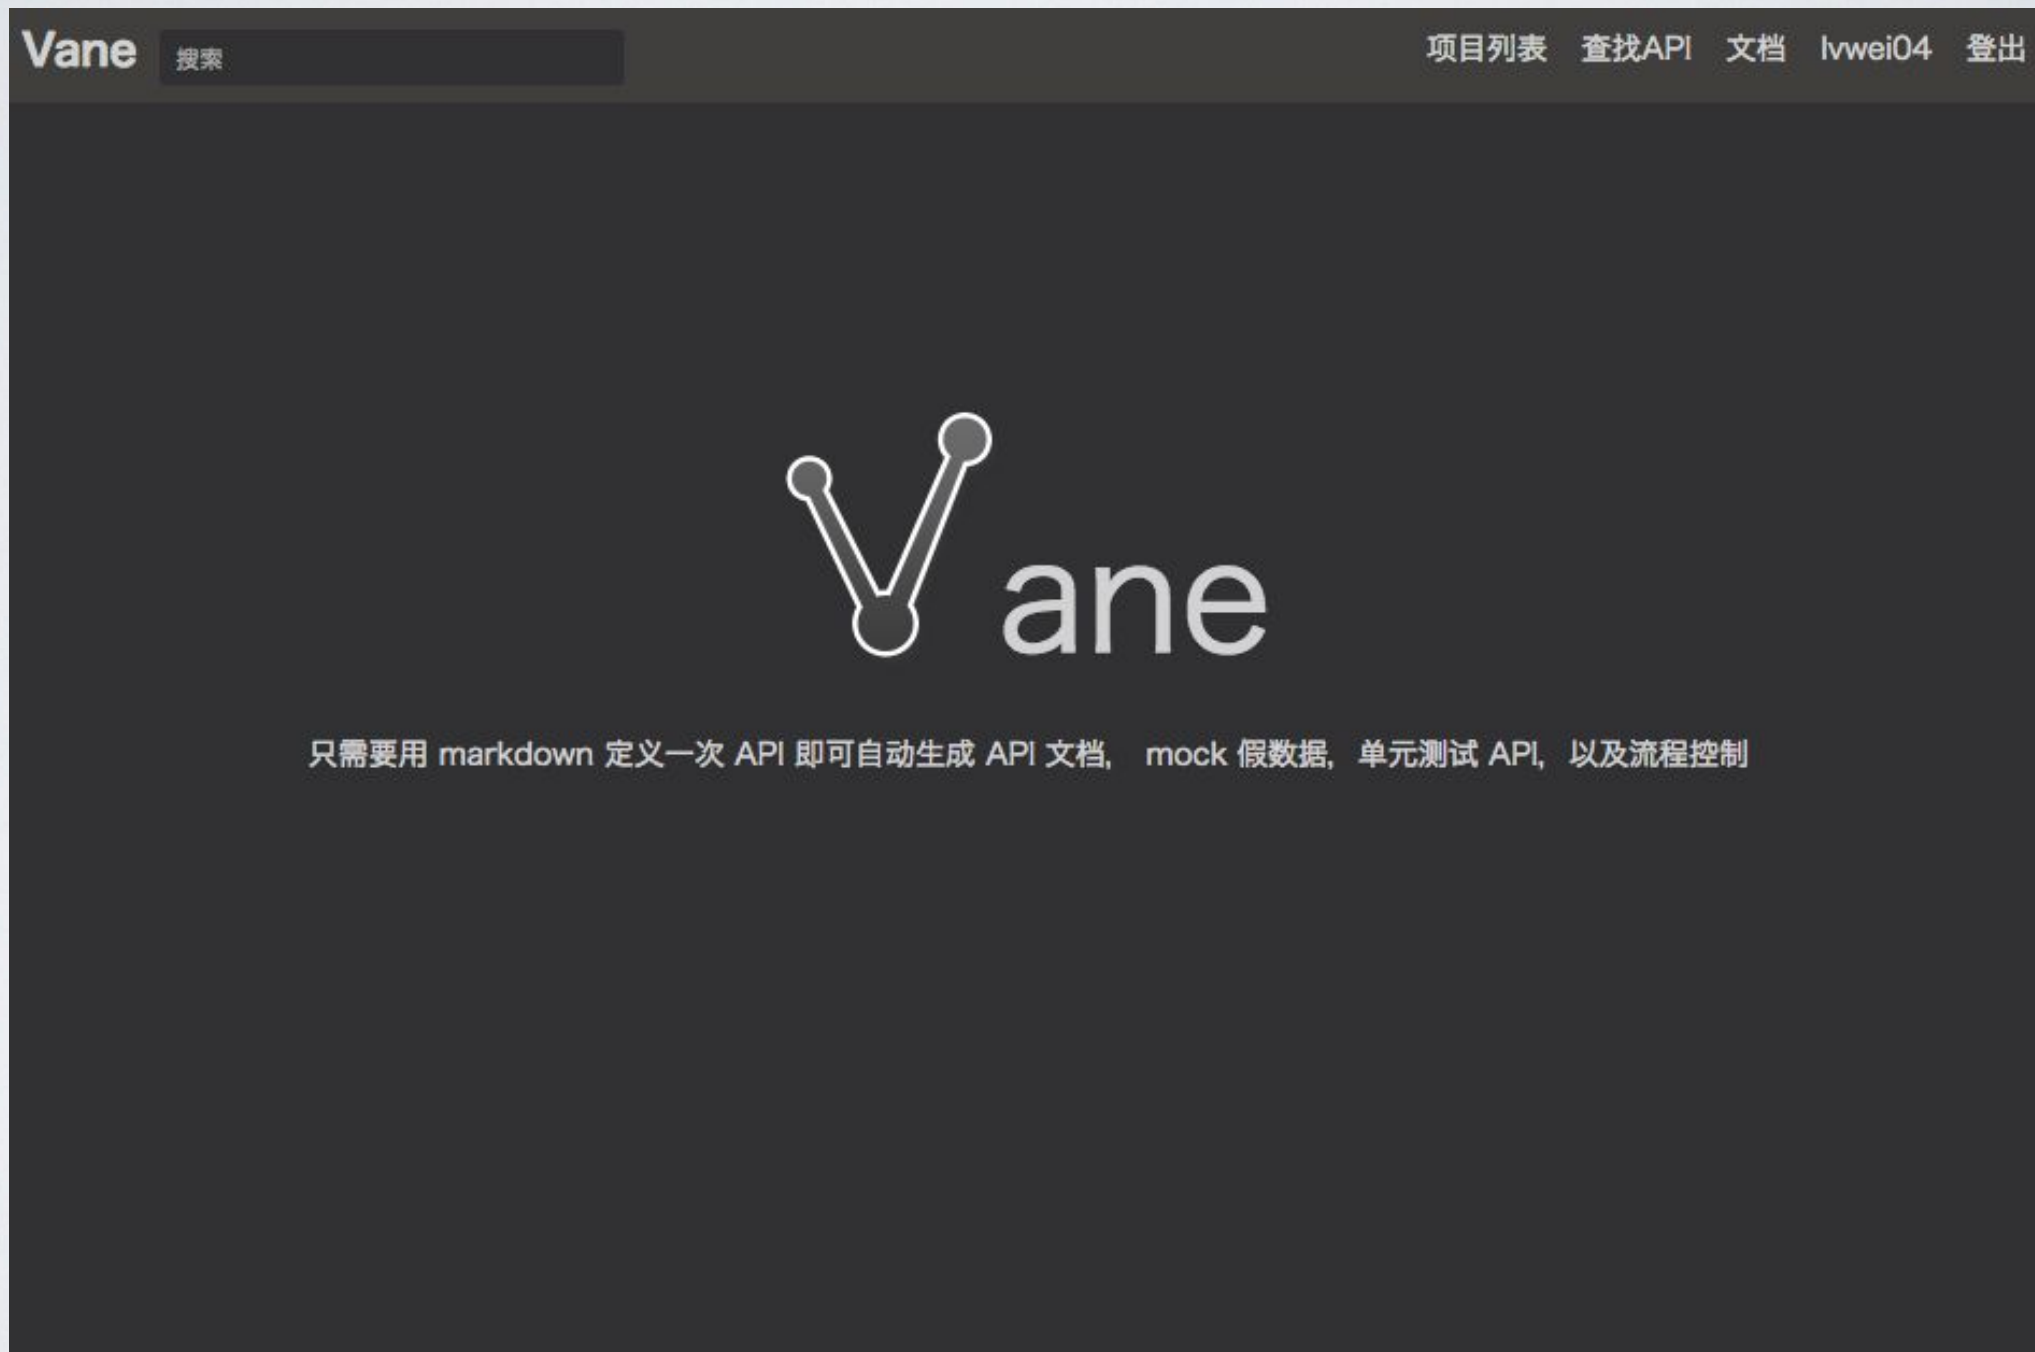 Vane 搜索 项目列表 查找API 文档 lvwei04 登出
Vane
只需要用 markdown 定义一次 API 即可自动生成 API 文档， mock 假数据，单元测试 API，以及流程控制